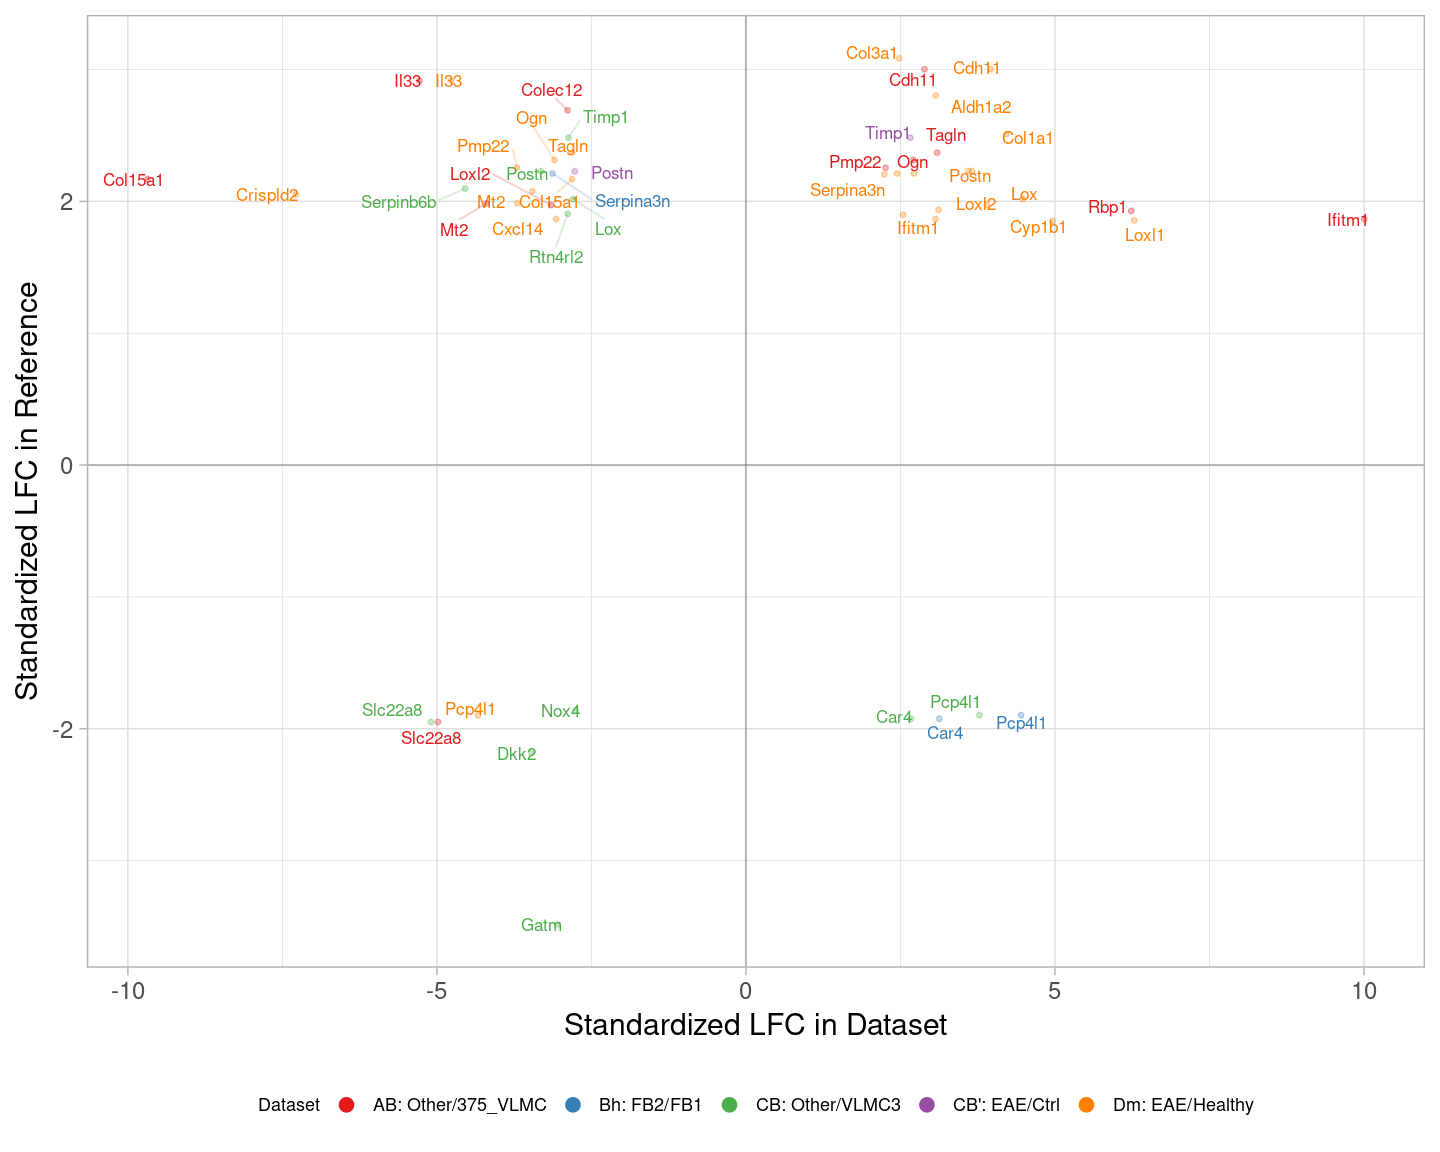 Col3a1
Cdh11
Il33
Il33
Cdh11
Colec12
Aldh1a2
Ogn
Timp1
Timp1
Tagln
Col1a1
Pmp22
Tagln
Pmp22
Ogn
Loxl2
Postn
Postn
Postn
Col15a1
Serpina3n
Crispld2
Lox
Serpinb6b
Mt2
Col15a1
Serpina3n
Loxl2
Rbp1
2
Ifitm1
Mt2
Cxcl14
Lox
Ifitm1
Cyp1b1
Loxl1
Rtn4rl2
0
Standardized LFC in Reference
Slc22a8
Pcp4l1
Nox4
Pcp4l1
Car4
Pcp4l1
-2
Slc22a8
Car4
Dkk2
Gatm
-10
-5
0
5
10
Standardized LFC in Dataset
Dataset
AB: Other/375_VLMC
Bh: FB2/FB1
CB: Other/VLMC3
CB': EAE/Ctrl
Dm: EAE/Healthy